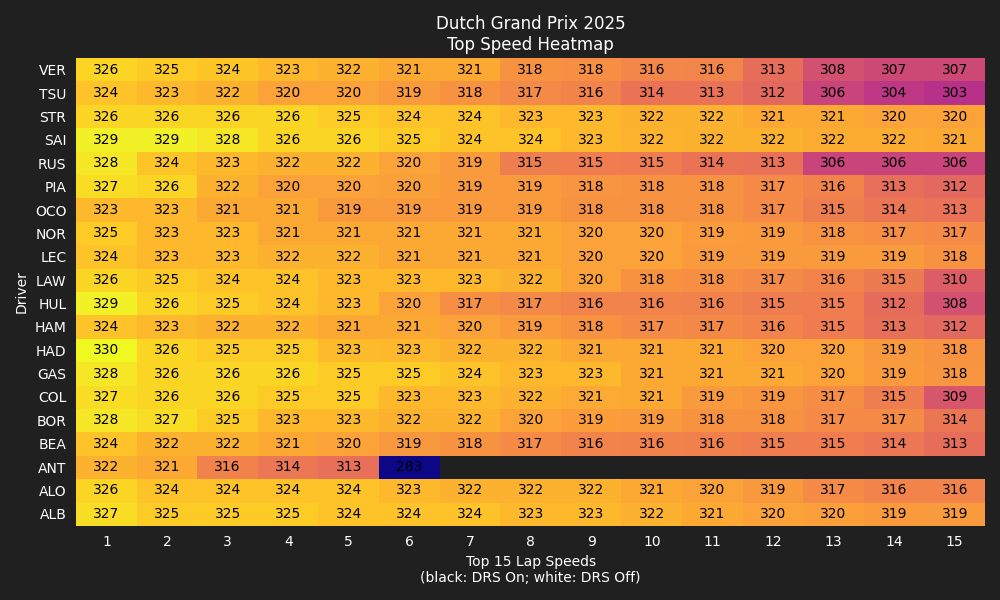 Dutch Grand Prix 2025
Top Speed Heatmap
VER 326 325 324 323 322 321 321 318 318 316 316 313 308 307 307
TSU 324 323 322 320 320 319 318 317 316 314 313 312 306 304 303
STR 326 326 326 326 325 324 324 323 323 322 322 321 321 320 320
SAI 329 329 328 326 326 325 324 324 323 322 322 322 322 322 321
RUS 328 324 323 322 322 320 319 315 315 315 314 313 306 306 306
PIA 327 326 322 320 320 320 319 319 318 318 318 317 316 313 312
OCO 323 323 321 321 319 319 319 319 318 318 318 317 315 314 313
NOR 325 323 323 321 321 321 321 321 320 320 319 319 318 317 317
LEC 324 323 323 322 322 321 321 321 320 320 319 319 319 319 318
LAW 326 325 324 324 323 323 323 322 320 318 318 317 316 315 310
HUL 329 326 325 324 323 320 317 317 316 316 316 315 315 312 308
HAM 324 323 322 322 321 321 320 319 318 317 317 316 315 313 312
HAD 330 326 325 325 323 323 322 322 321 321 321 320 320 319 318
GAS 328 326 326 326 325 325 324 323 323 321 321 321 320 319 318
COL 327 326 326 325 325 323 323 322 321 321 319 319 317 315 309
BOR 328 327 325 323 323 322 322 320 319 319 318 318 317 317 314
BEA 324 322 322 321 320 319 318 317 316 316 316 315 315 314 313
ANT 322 321 316 314 313 283
ALO 326 324 324 324 324 323 322 322 322 321 320 319 317 316 316
ALB 327 325 325 325 324 324 324 323 323 322 321 320 320 319 319
Driver
1 2 3 4 5 6 7 8 9 10 11 12 13 14 15
Top 15 Lap Speeds
(black: DRS On; white: DRS Off)